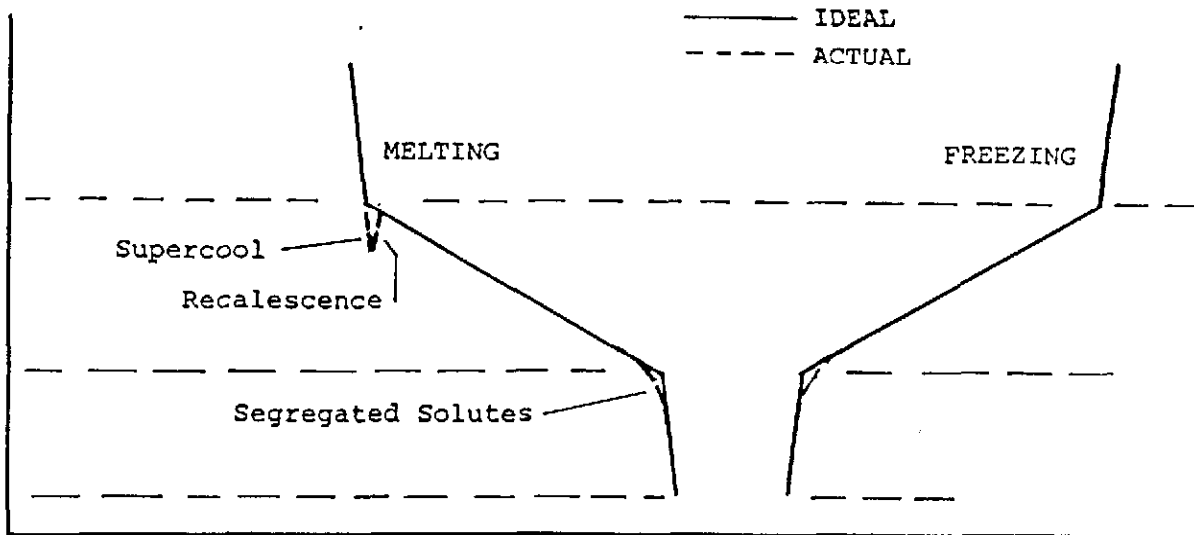 IDEAL
ACTUAL
MELTING
FREEZING
Supercool
Recalescence
Segregated Solutes